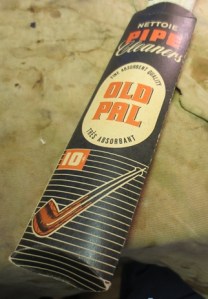 NETTOIE
PIPE
Cleaners
FINE ABSORBENT QUALITY
OLD
PAL
TRÈS ABSORBANT
10¢